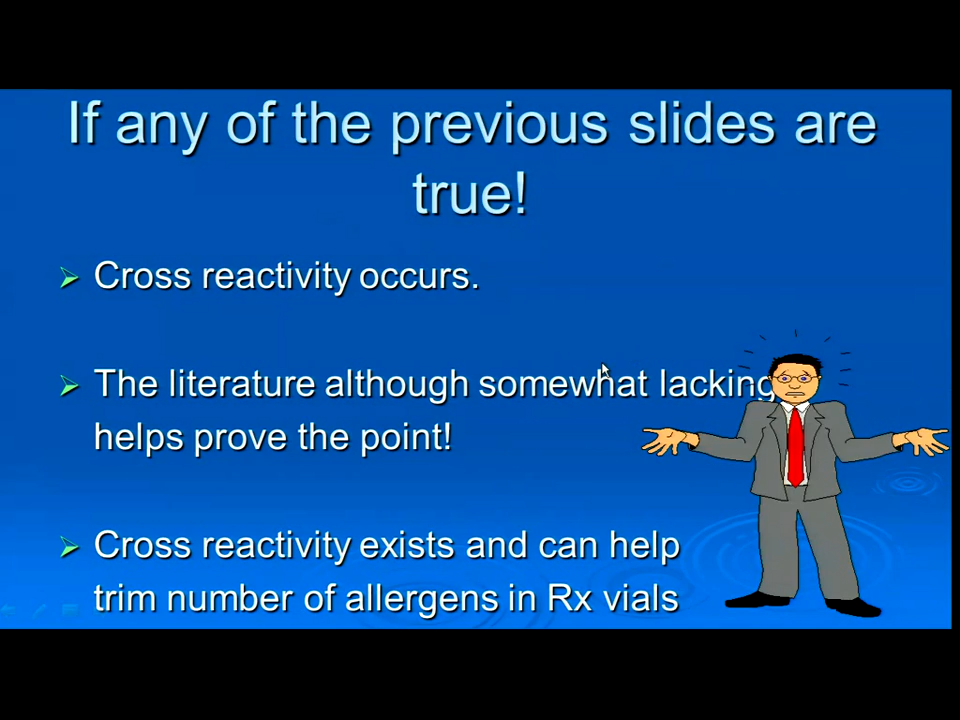 If any of the previous slides are
true!
Cross reactivity occurs.
The literature although somewhat lacking
helps prove the point!
Cross reactivity exists and can help
trim number of allergens in Rx vials